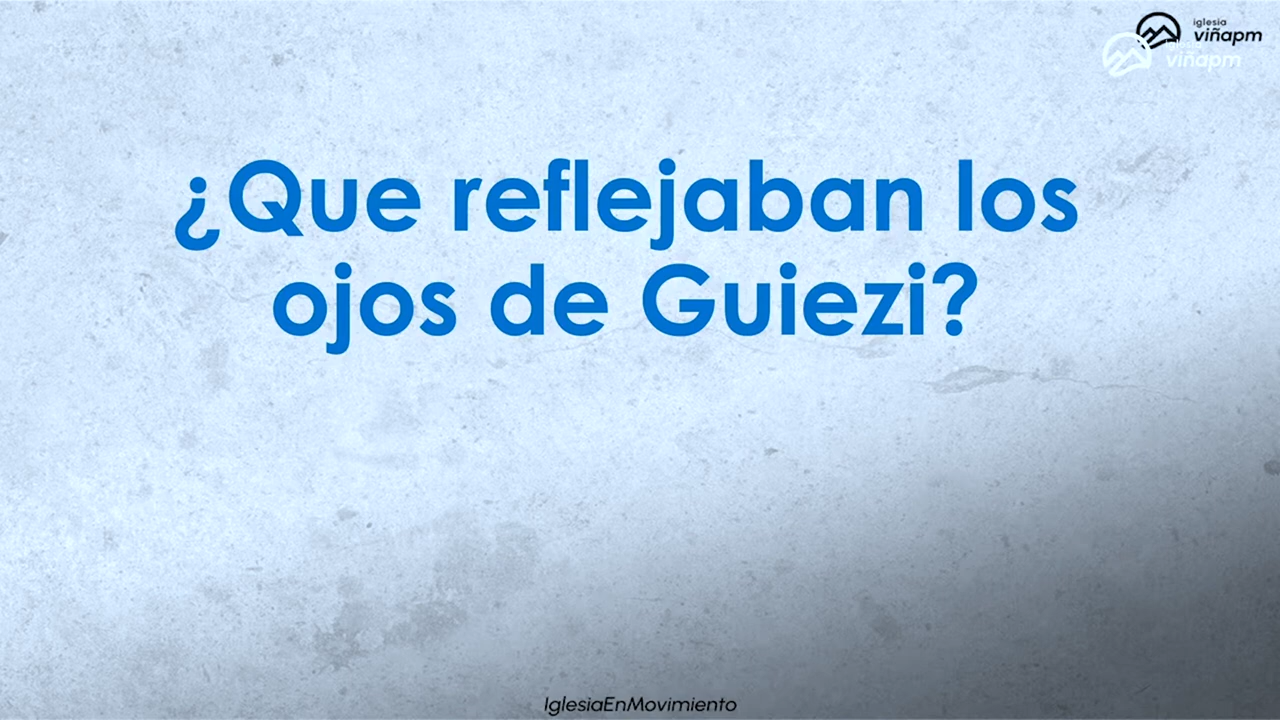 iglesia
viñapm
viñapm
¿Que reflejaban los
ojos de Guiezi?
IglesiaEnMovimiento